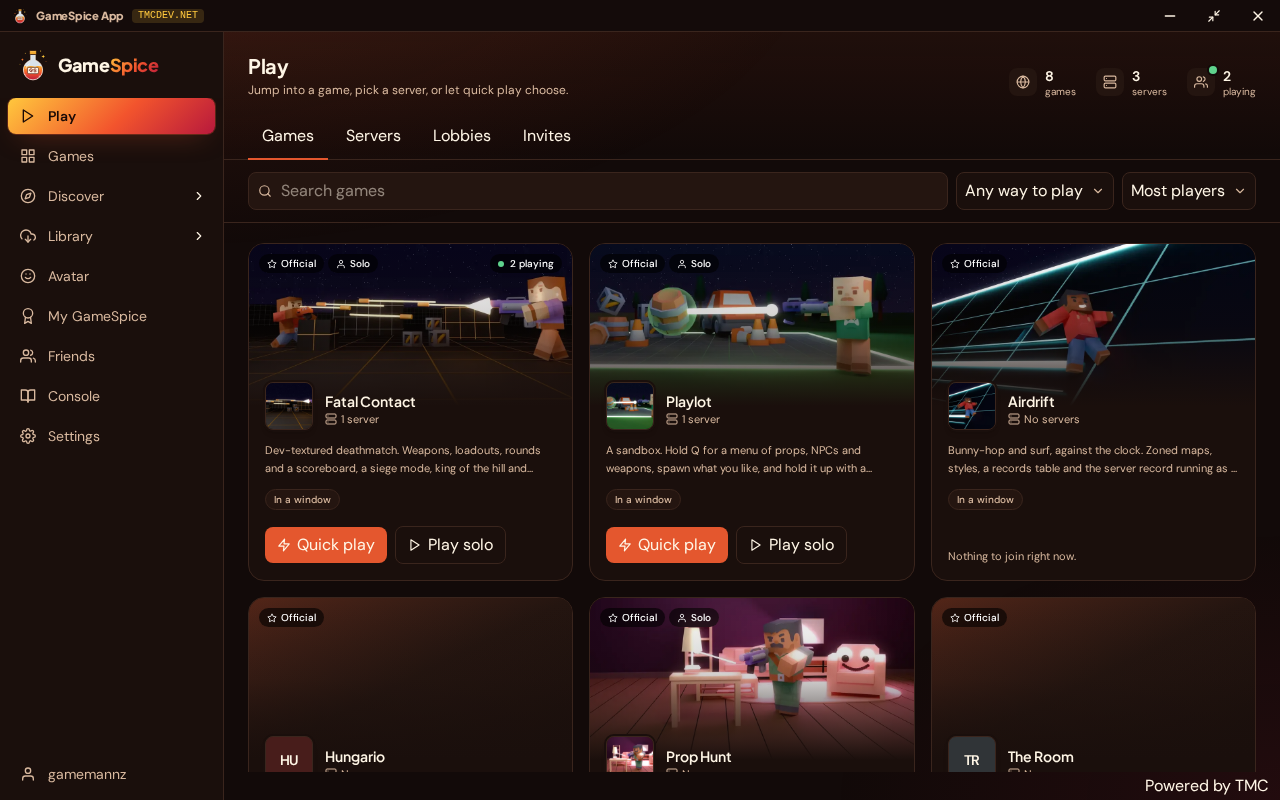 GameSpice App TMCDEV.NET
GameSpice
Play
Games
Discover
Library
Avatar
My GameSpice
Friends
Console
Settings
gamemannz
Play
Jump into a game, pick a server, or let quick play choose.
8
games
3
servers
2
playing
Games Servers Lobbies Invites
Search games
Any way to play
Most players
Official Solo 2 playing
Fatal Contact
1 server
Dev-textured deathmatch. Weapons, loadouts, rounds
and a scoreboard, a siege mode, king of the hill and…
In a window
Quick play Play solo
Official Solo
Playlot
1 server
A sandbox. Hold Q for a menu of props, NPCs and
weapons, spawn what you like, and hold it up with a…
In a window
Quick play Play solo
Official
Airdrift
No servers
Bunny-hop and surf, against the clock. Zoned maps,
styles, a records table and the server record running as …
In a window
Nothing to join right now.
Official
HU Hungario
Official Solo
Prop Hunt
Official
TR The Room
Powered by TMC